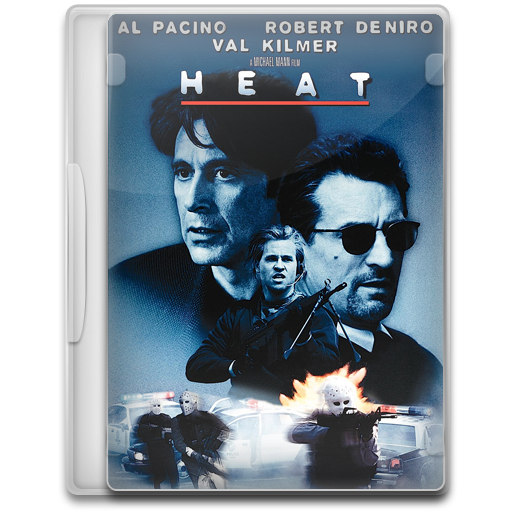 AL PACINO ROBERT DE NIRO
VAL KILMER
A MICHAEL MANN FILM
HEAT